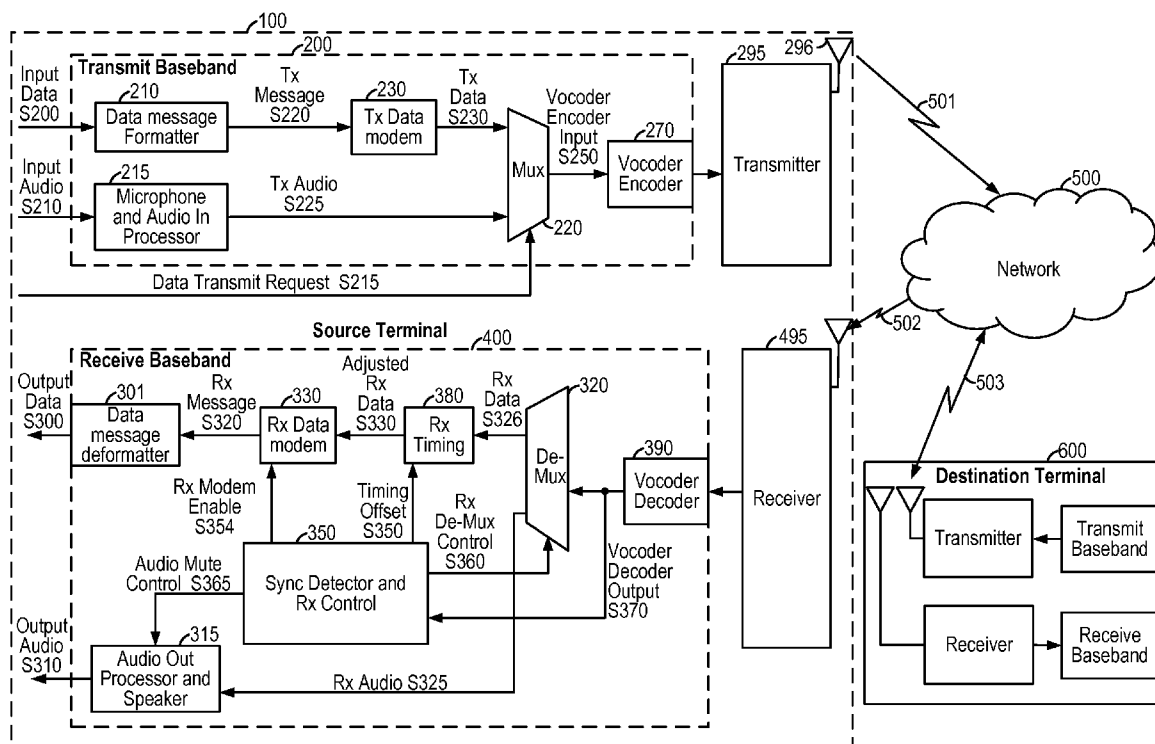 100
200
Transmit Baseband
Input
Data
S200
210
Data message
Formatter
Tx
Message
S220
230
Tx Data
modem
Tx
Data
S230
Vocoder
Encoder
Input
S250
270
Vocoder
Encoder
Mux
220
295
Transmitter
296
501
Input
Audio
S210
215
Microphone
and Audio In
Processor
Tx Audio
S225
Data Transmit Request S215
500
Network
502
503
Source Terminal
400
Receive Baseband
Output
Data
S300
301
Data
message
deformatter
Rx
Message
S320
330
Rx Data
modem
Adjusted
Rx
Data
S330
380
Rx
Timing
Rx
Data
S326
320
De-
Mux
390
Vocoder
Decoder
495
Receiver
Rx Modem
Enable
S354
Timing
Offset
S350
Rx
De-Mux
Control
S360
350
Sync Detector and
Rx Control
Vocoder
Decoder
Output
S370
Audio Mute
Control S365
Output
Audio
S310
315
Audio Out
Processor and
Speaker
Rx Audio S325
600
Destination Terminal
Transmitter
Transmit
Baseband
Receiver
Receive
Baseband